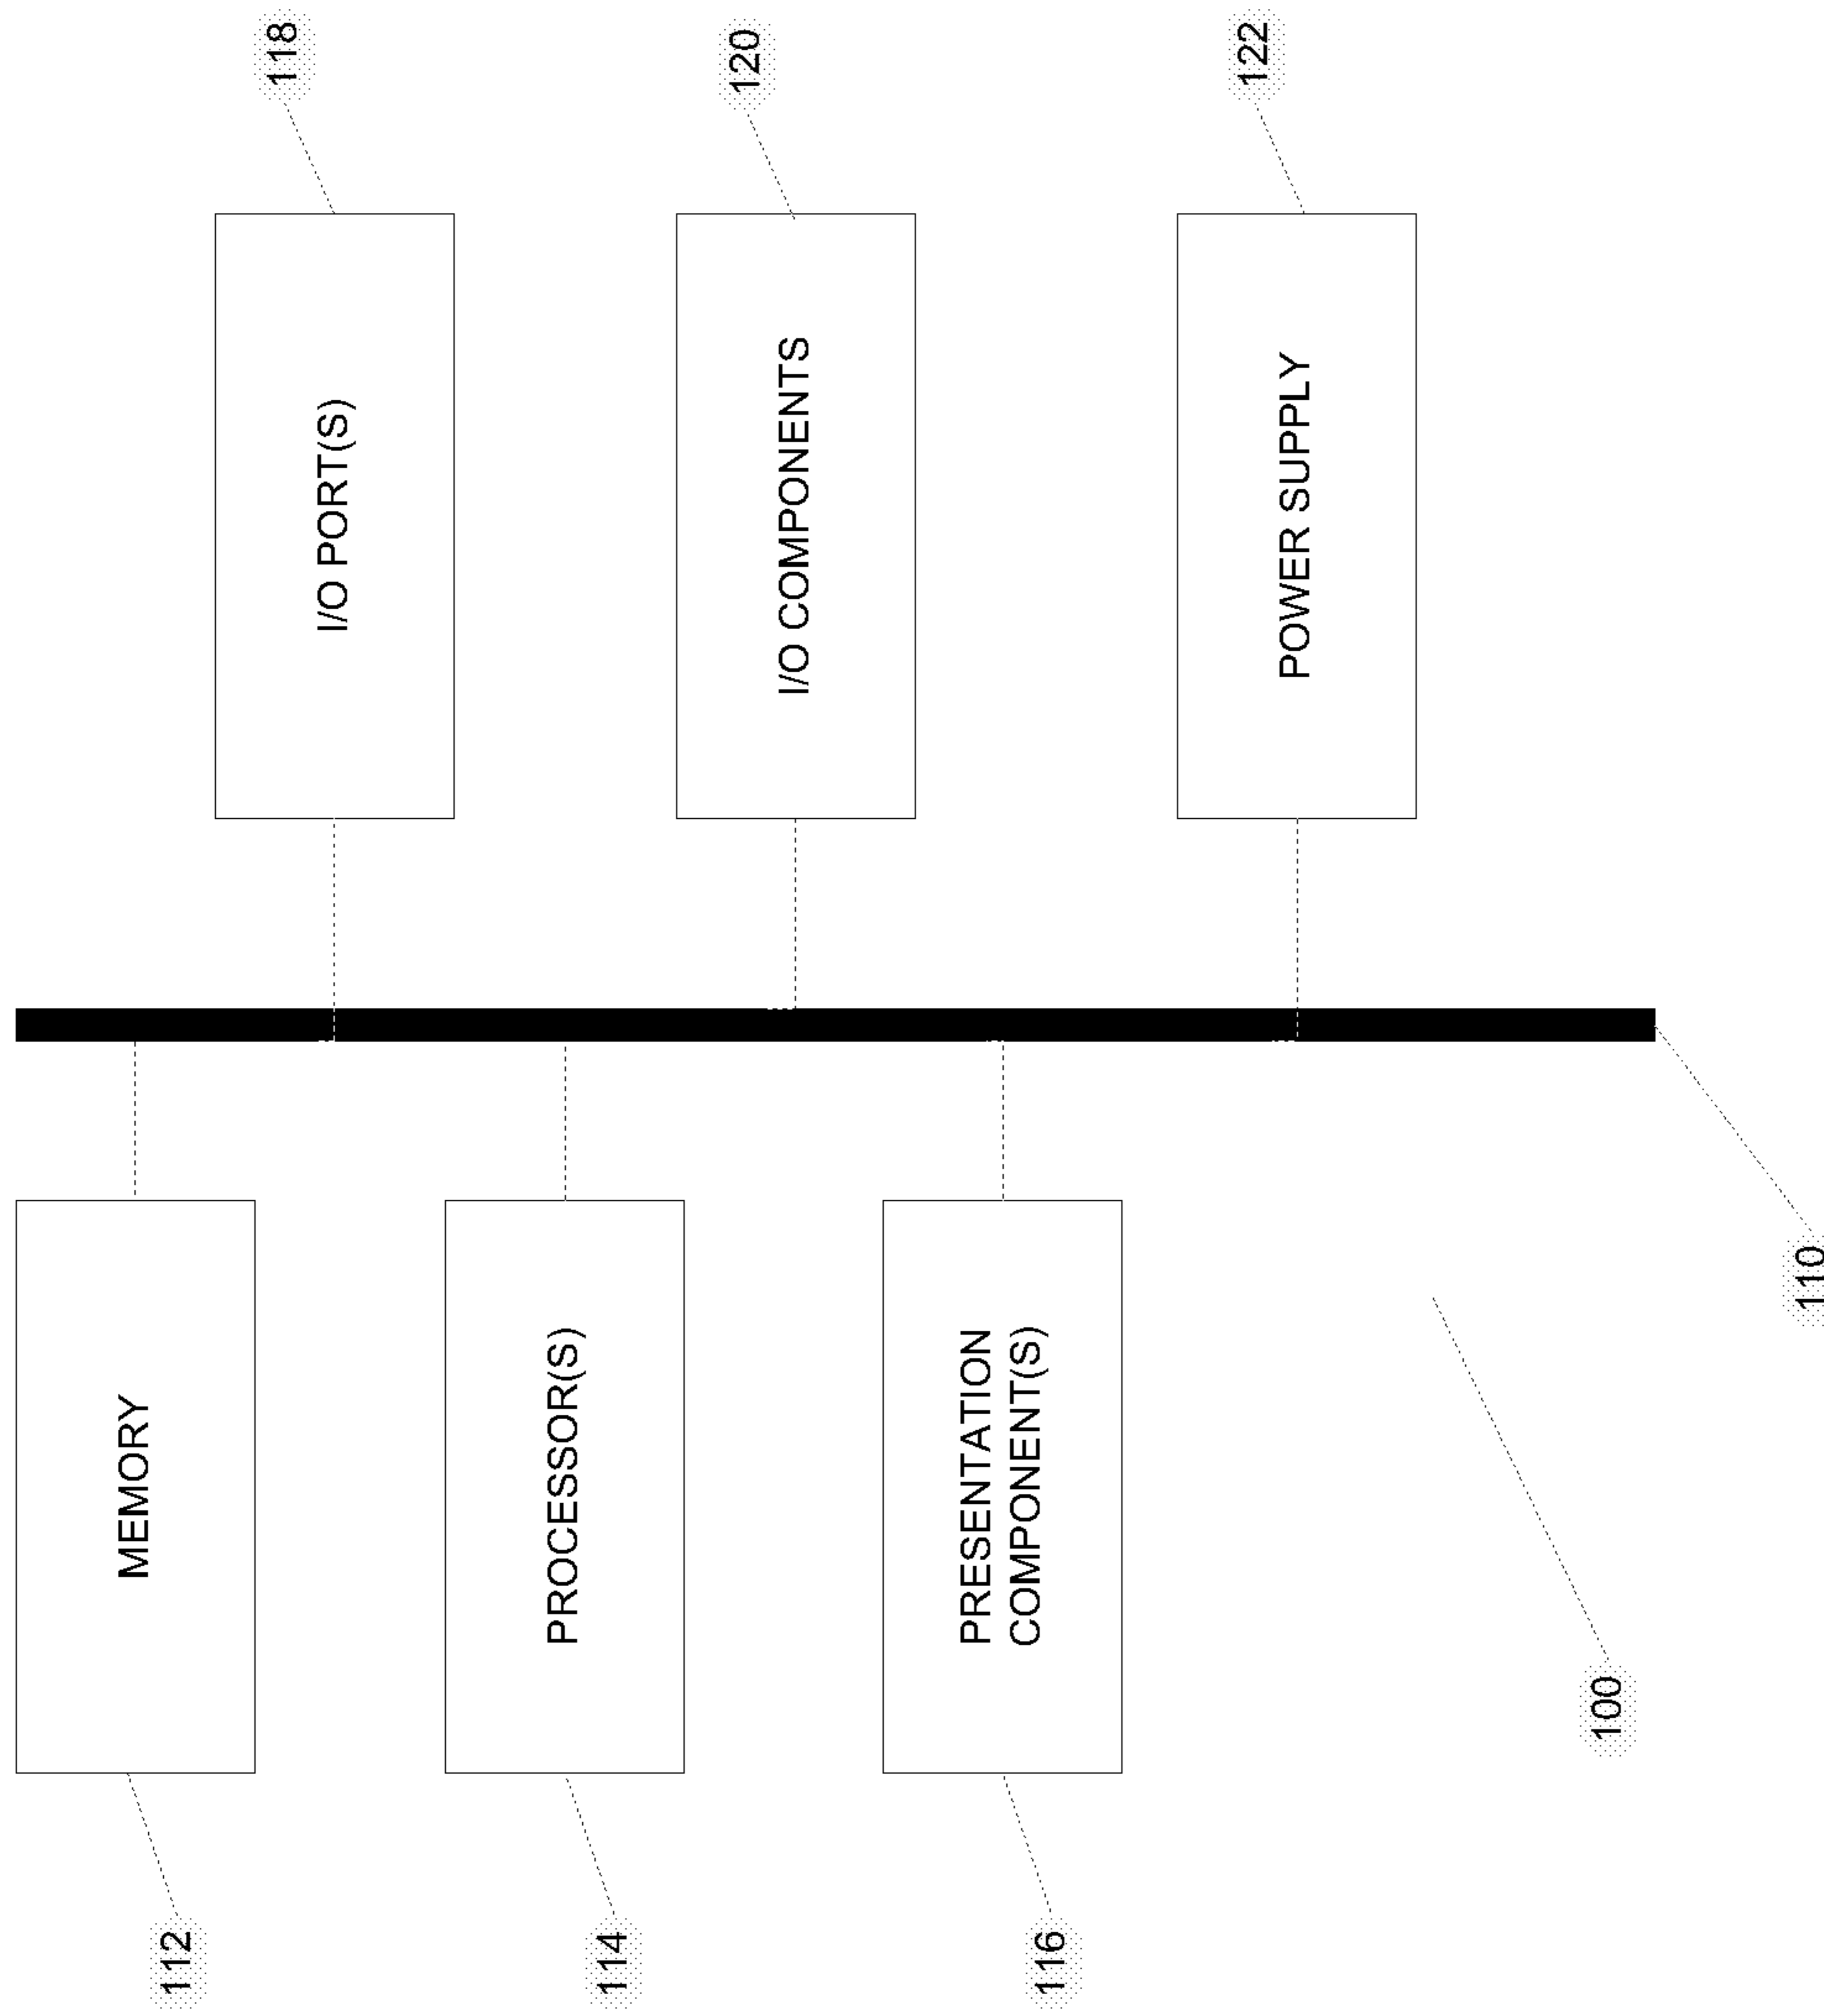 112
MEMORY
I/O PORT(S)
118
114
PROCESSOR(S)
I/O COMPONENTS
120
116
PRESENTATION
COMPONENT(S)
POWER SUPPLY
122
100
110